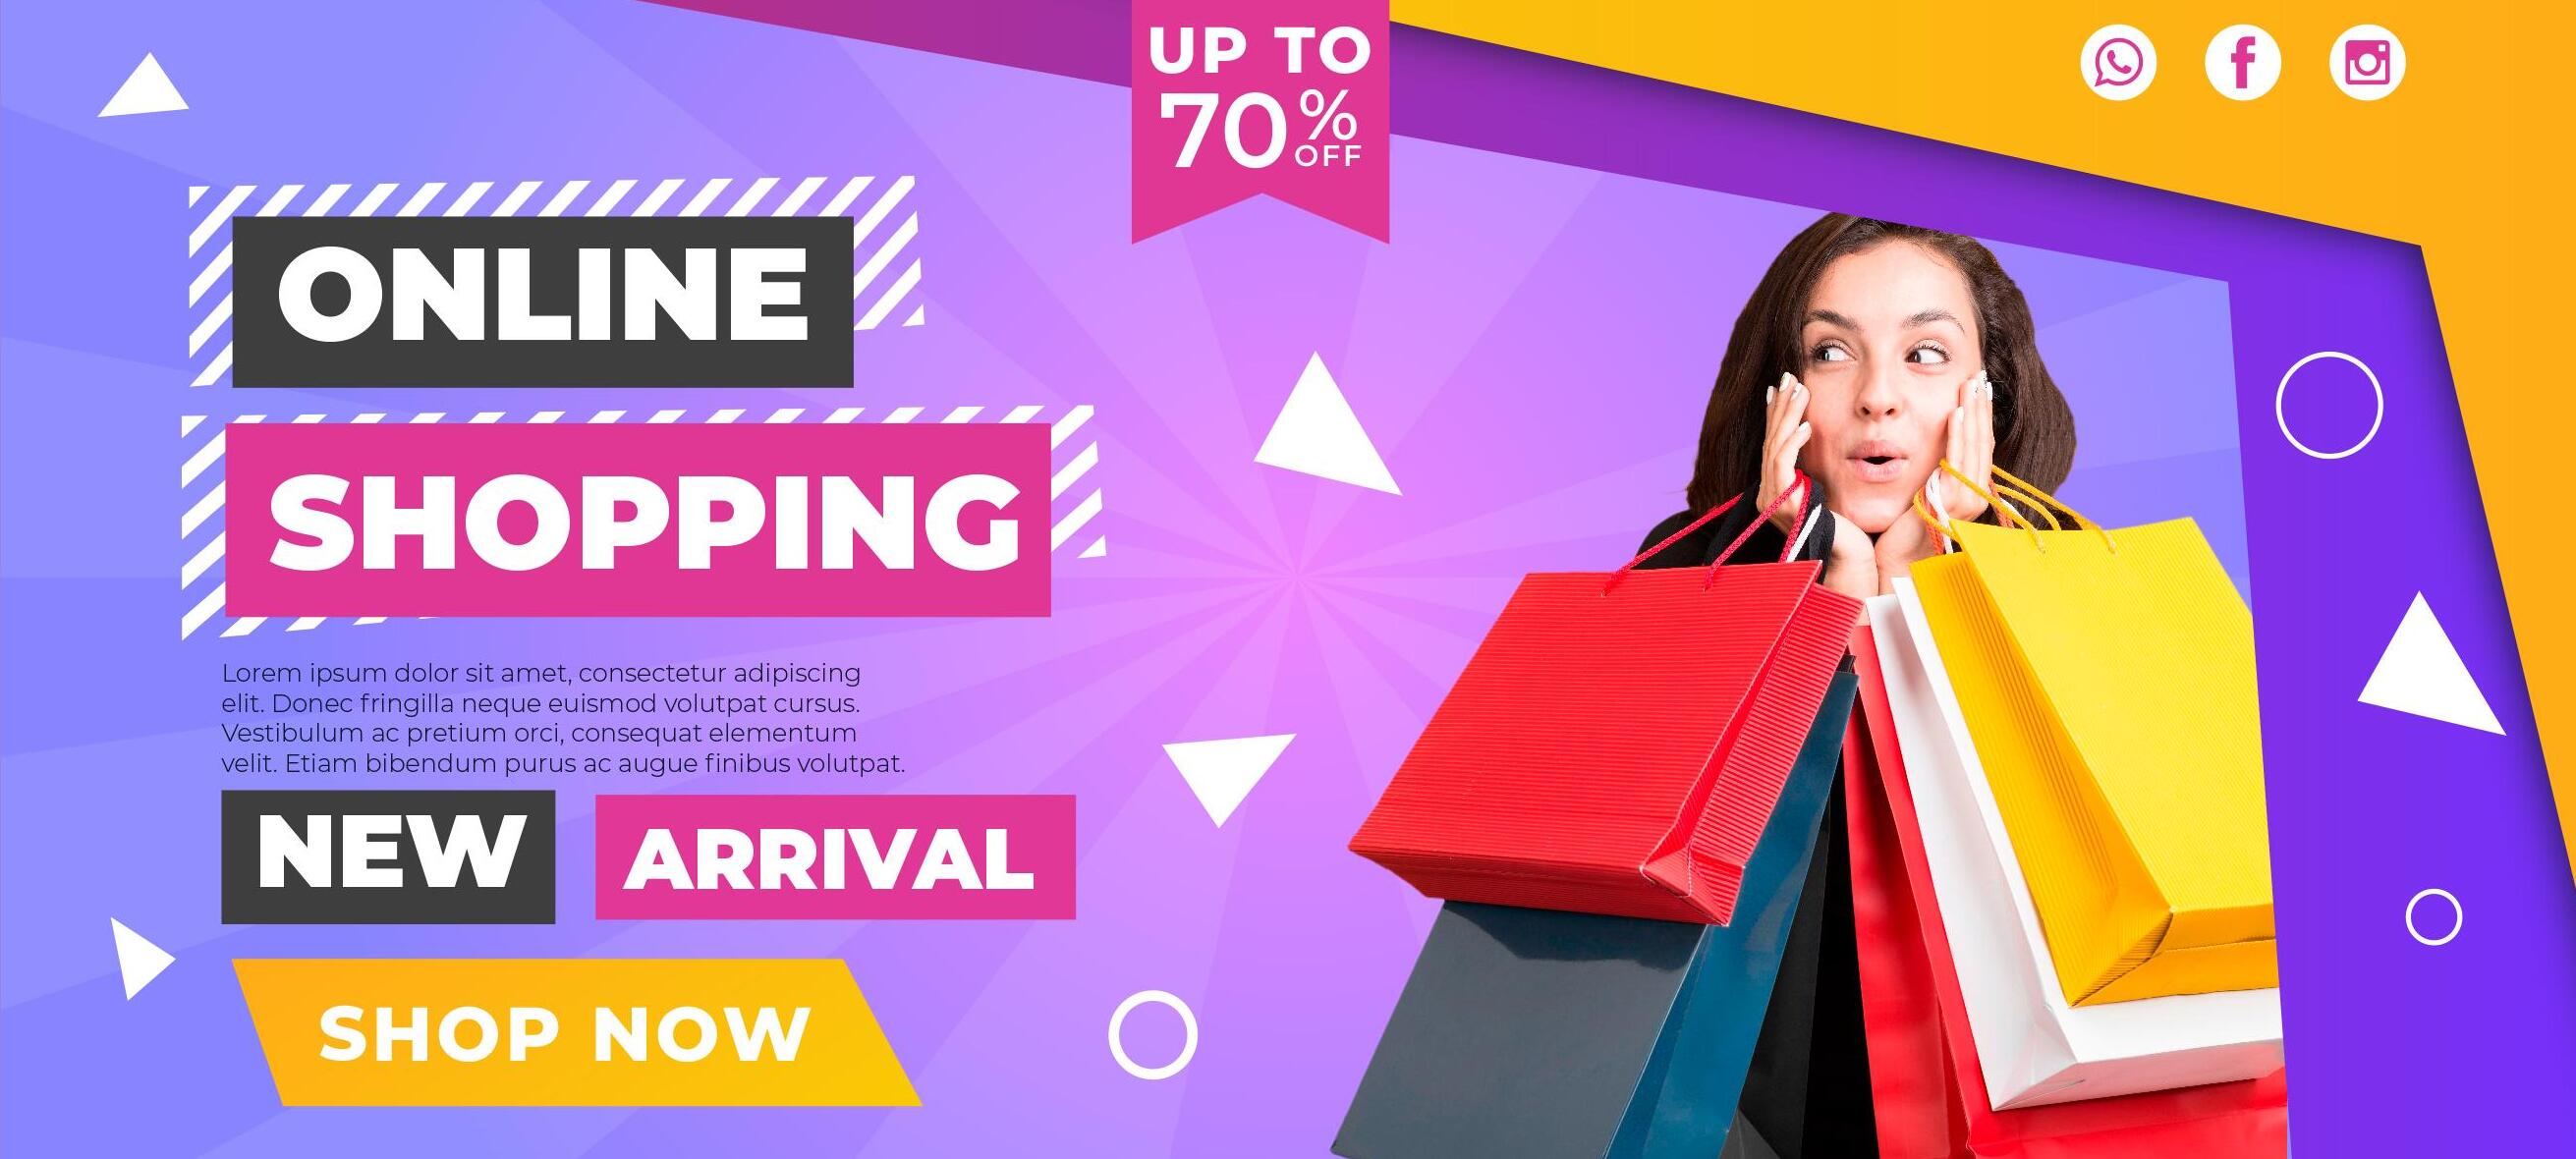 UP TO
70%
OFF
ONLINE
SHOPPING
Lorem ipsum dolor sit amet, consectetur adipiscing
elit. Donec fringilla neque euismod volutpat cursus.
Vestibulum ac pretium orci, consequat elementum
velit. Etiam bibendum purus ac augue finibus volutpat.
NEW ARRIVAL
SHOP NOW